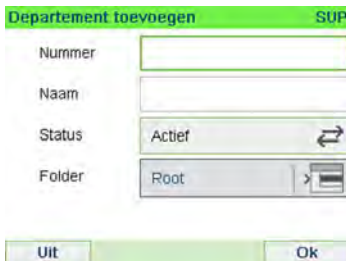 Departement toevoegen SUP
Nummer
Naam
Status Actief
Folder Root
Uit Ok